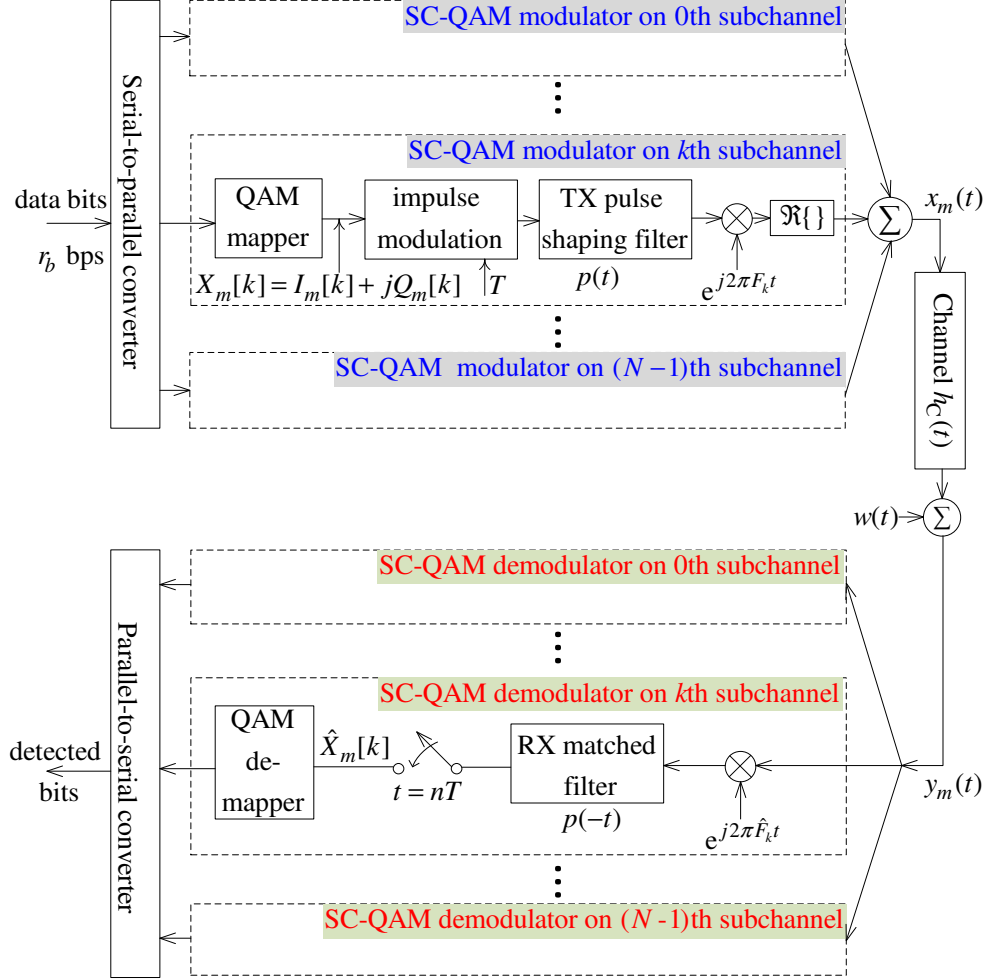 SC-QAM modulator on 0th subchannel
Serial-to-parallel converter
SC-QAM modulator on kth subchannel
data bits
r_b bps
QAM
mapper
impulse
modulation
TX pulse
shaping filter
ℜ{}
Σ
x_m(t)
X_m[k] = I_m[k] + jQ_m[k]
T
p(t)
e^{j2πF_k t}
SC-QAM modulator on (N−1)th subchannel
Channel h_C(t)
w(t)
Σ
SC-QAM demodulator on 0th subchannel
Parallel-to-serial converter
SC-QAM demodulator on kth subchannel
detected
bits
QAM
de-
mapper
X̂_m[k]
t = nT
RX matched
filter
p(−t)
e^{j2πF̂_k t}
y_m(t)
SC-QAM demodulator on (N -1)th subchannel